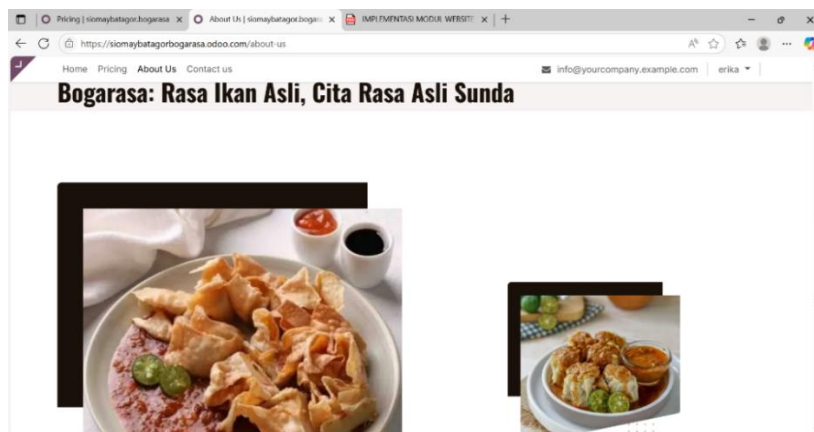 Pricing | siomaybatagor.bogarasa
About Us | siomaybatagor.bogara
IMPLEMENTASI MODUL WEBSITE
https://siomaybatagorbogarasa.odoo.com/about-us
Home Pricing About Us Contact us
info@yourcompany.example.com erika
Bogarasa: Rasa Ikan Asli, Cita Rasa Asli Sunda